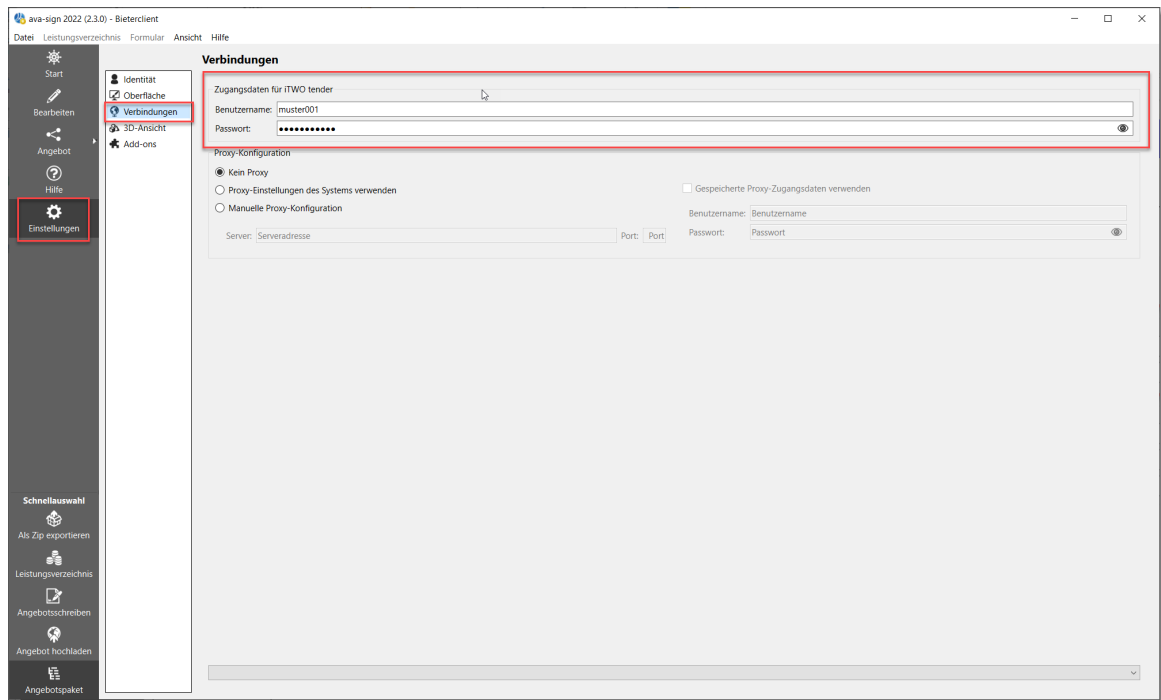 ava-sign 2022 (2.3.0) - Bieterclient
Datei Leistungsverzeichnis Formular Ansicht Hilfe
Start
Bearbeiten
Angebot
Hilfe
Einstellungen
Schnellauswahl
Als Zip exportieren
Leistungsverzeichnis
Angebotsschreiben
Angebot hochladen
Angebotspaket
Identität
Oberfläche
Verbindungen
3D-Ansicht
Add-ons
Verbindungen
Zugangsdaten für iTWO tender
Benutzername: muster001
Passwort: ●●●●●●●●●●●
Proxy-Konfiguration
Kein Proxy
Proxy-Einstellungen des Systems verwenden
Manuelle Proxy-Konfiguration
Server: Serveradresse Port: Port
Gespeicherte Proxy-Zugangsdaten verwenden
Benutzername: Benutzername
Passwort: Passwort